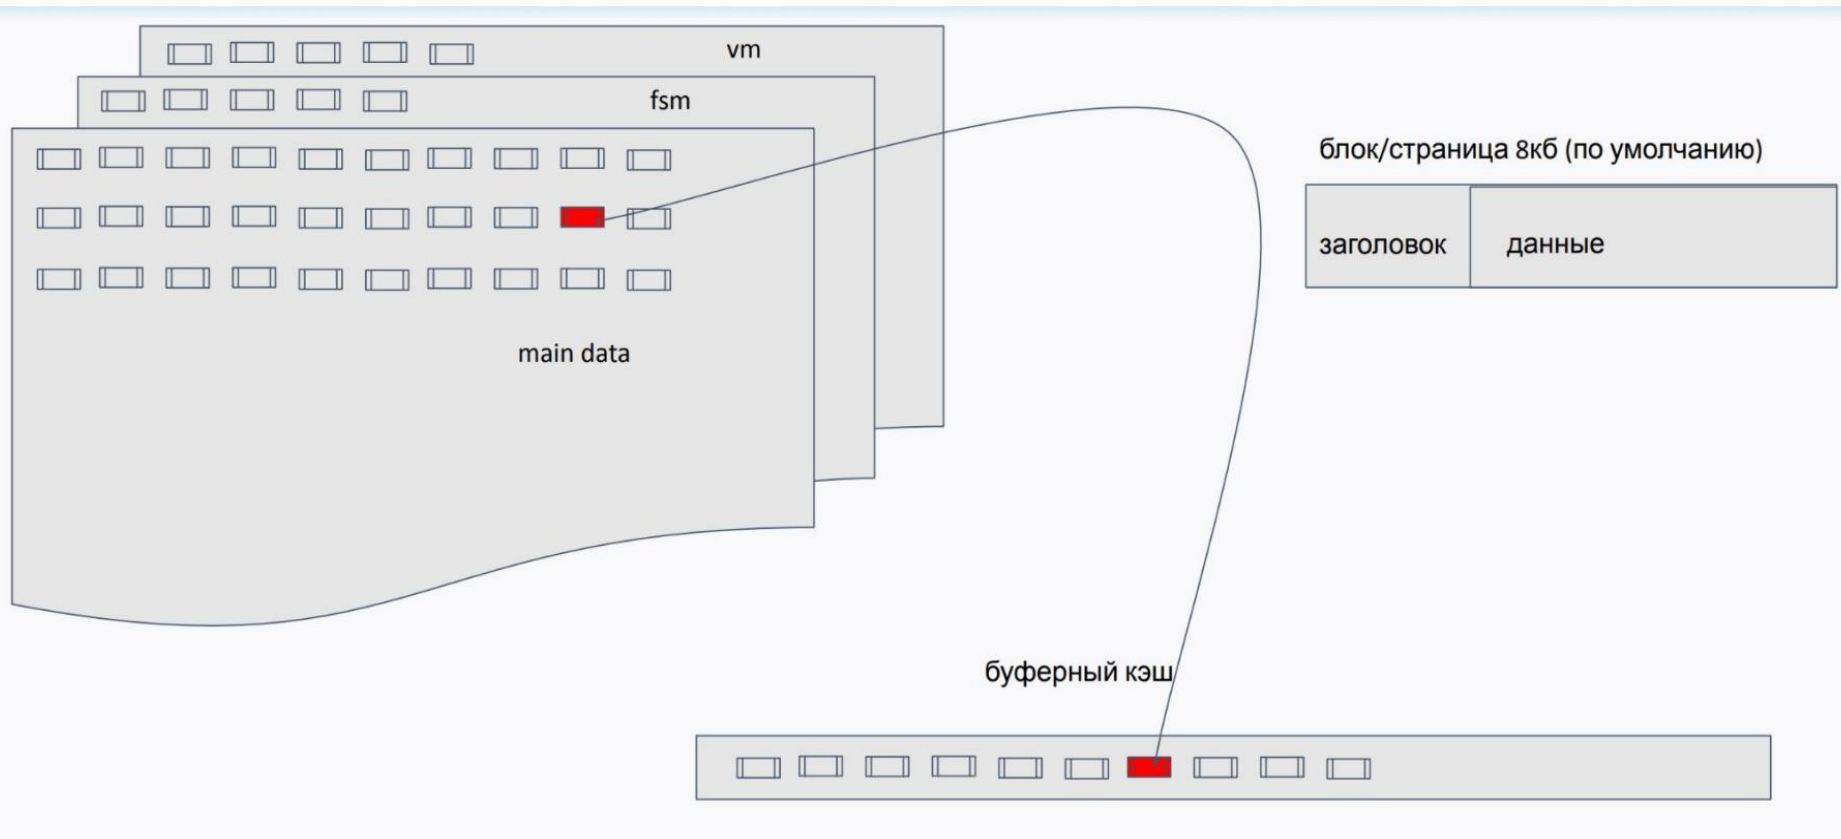 vm
fsm
main data
блок/страница 8кб (по умолчанию)
заголовок
данные
буферный кэш